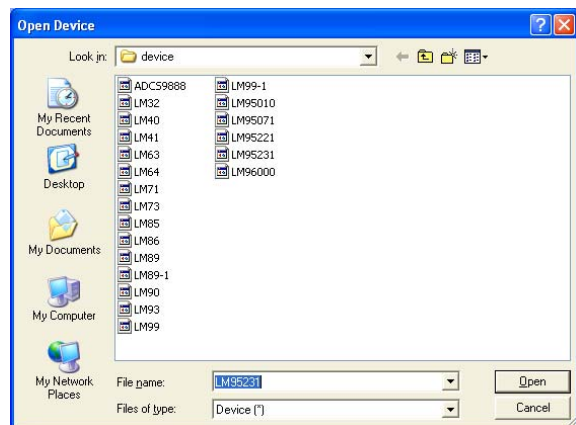 Open Device
Look in:
device
My Recent
Documents
Desktop
My Documents
My Computer
My Network
Places
ADCS9888
LM32
LM40
LM41
LM63
LM64
LM71
LM73
LM85
LM86
LM89
LM89-1
LM90
LM93
LM99
LM99-1
LM95010
LM95071
LM95221
LM95231
LM96000
File name:
LM95231
Open
Files of type:
Device (*)
Cancel